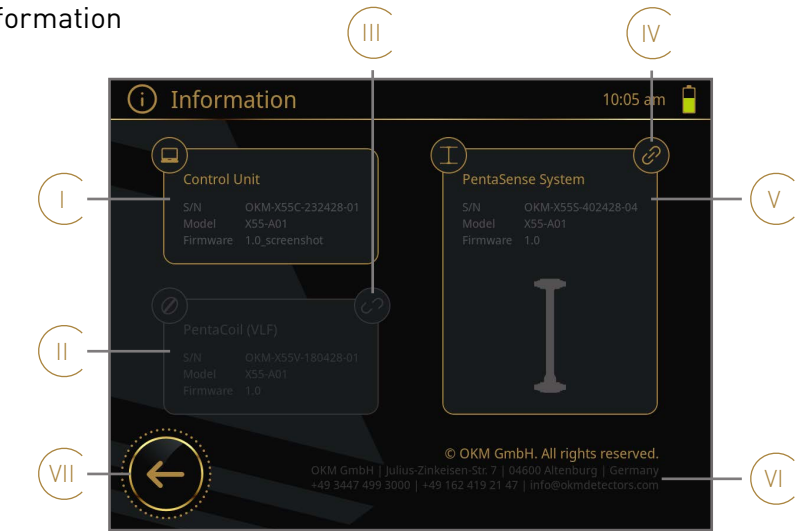 formation
III
IV
Information
10:05 am
I
Control Unit
S/N OKM-X55C-232428-01
Model X55-A01
Firmware 1.0_screenshot
PentaSense System
S/N OKM-X55S-402428-04
Model X55-A01
Firmware 1.0
V
II
PentaCoil (VLF)
S/N OKM-X55V-180428-01
Model X55-A01
Firmware 1.0
VII
© OKM GmbH. All rights reserved.
OKM GmbH | Julius-Zinkeisen-Str. 7 | 04600 Altenburg | Germany
+49 3447 499 3000 | +49 162 419 21 47 | info@okmdetectors.com
VI